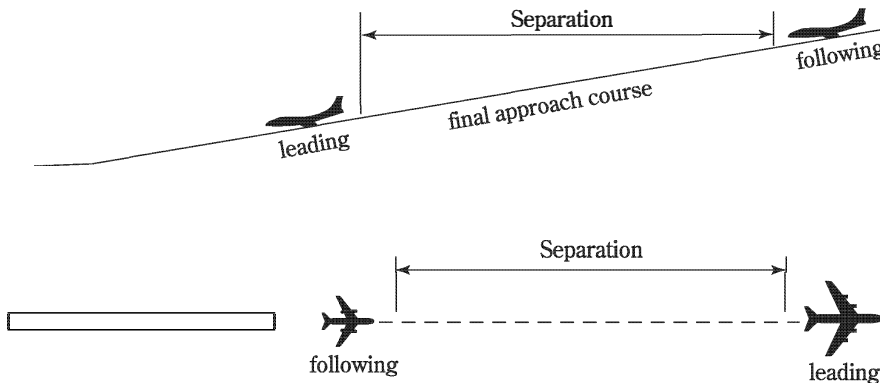 Separation
following
final approach course
leading
Separation
following
leading